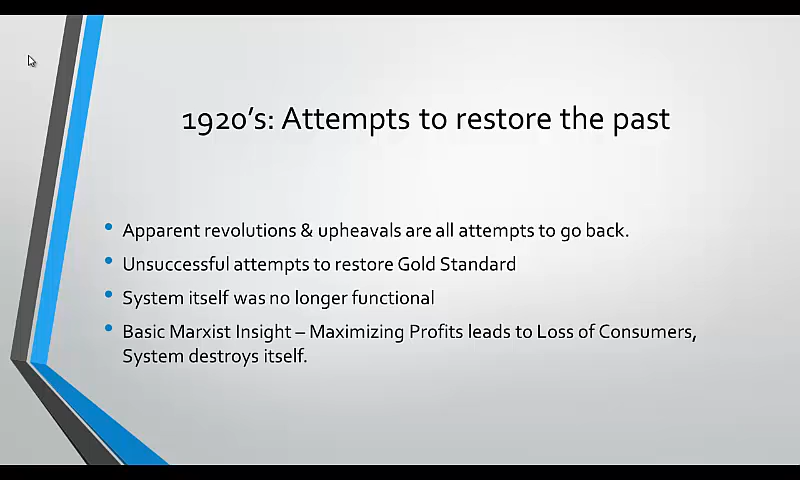 1920's: Attempts to restore the past
Apparent revolutions & upheavals are all attempts to go back.
Unsuccessful attempts to restore Gold Standard
System itself was no longer functional
Basic Marxist Insight – Maximizing Profits leads to Loss of Consumers,
System destroys itself.